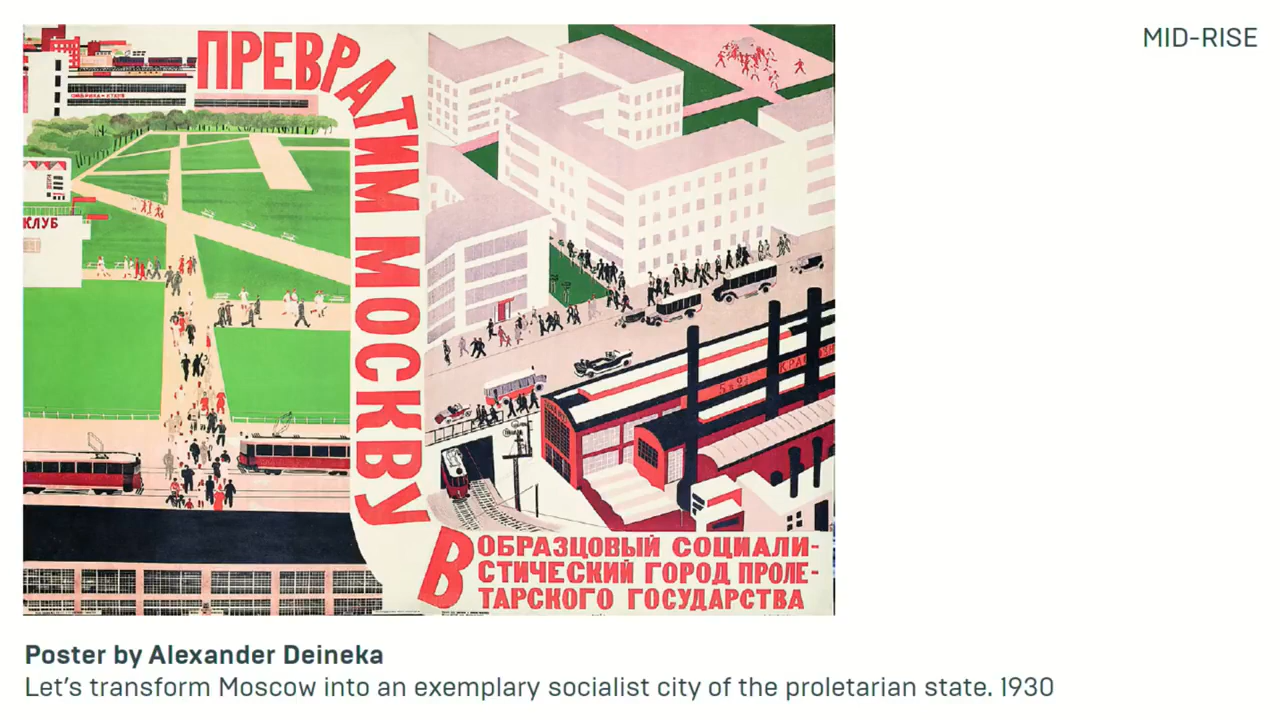 MID-RISE
ПРЕВРАТИМ МОСКВУ
В ОБРАЗЦОВЫЙ СОЦИАЛИ-
СТИЧЕСКИЙ ГОРОД ПРОЛЕ-
ТАРСКОГО ГОСУДАРСТВА
КЛУБ
Poster by Alexander Deineka
Let's transform Moscow into an exemplary socialist city of the proletarian state. 1930